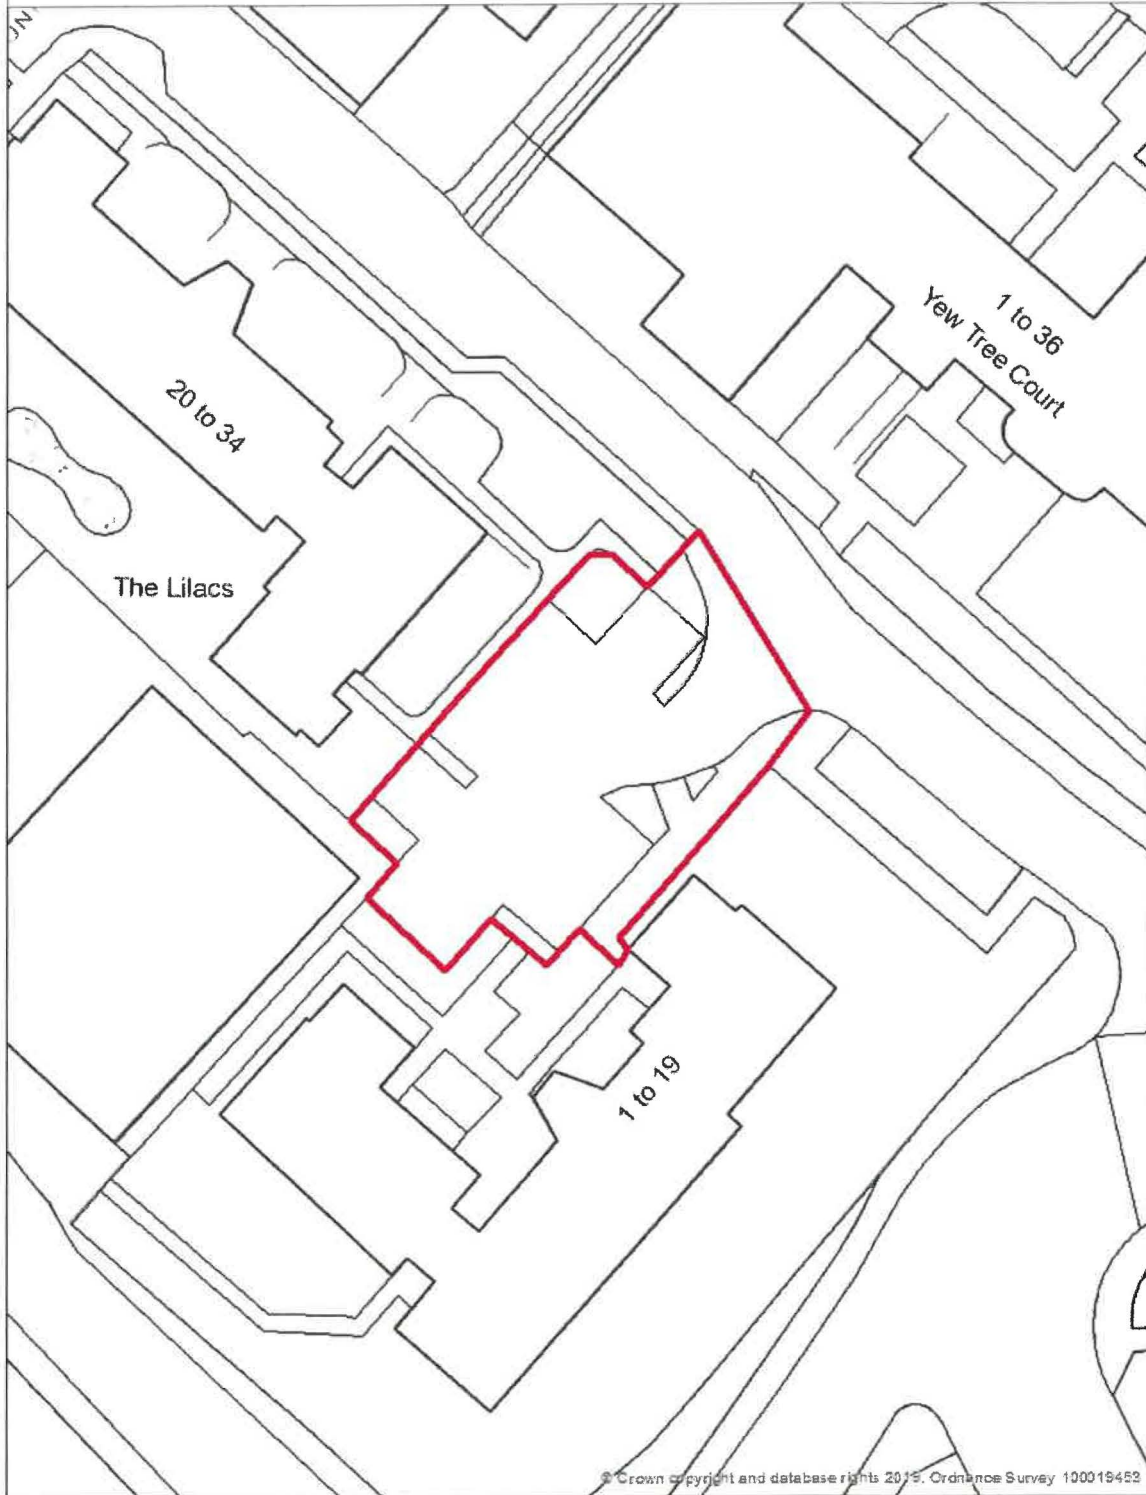 1 to 36
Yew Tree Court
20 to 34
The Lilacs
1 to 19
© Crown copyright and database rights 2019. Ordnance Survey 100019453